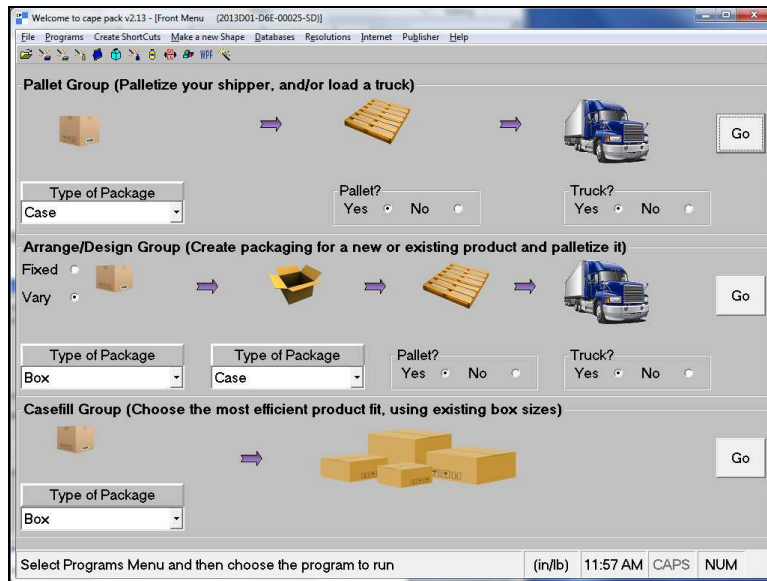 Welcome to cape pack v2.13 - [Front Menu (2013D01-D6E-00025-SD)]
File Programs Create ShortCuts Make a new Shape Databases Resolutions Internet Publisher Help
WPF
Pallet Group (Palletize your shipper, and/or load a truck)
Go
Type of Package
Case
Pallet?
Yes No
Truck?
Yes No
Arrange/Design Group (Create packaging for a new or existing product and palletize it)
Fixed
Vary
Go
Type of Package
Box
Type of Package
Case
Pallet?
Yes No
Truck?
Yes No
Casefill Group (Choose the most efficient product fit, using existing box sizes)
Go
Type of Package
Box
Select Programs Menu and then choose the program to run (in/lb) 11:57 AM CAPS NUM